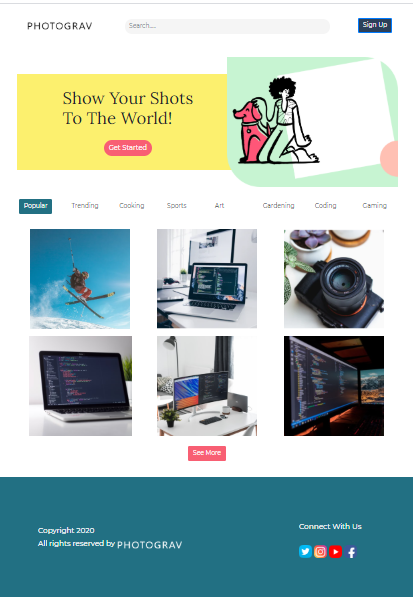 PHOTOGRAV Search.... Sign Up
Show Your Shots
To The World!
Get Started
Popular Trending Cooking Sports Art Gardening Coding Gaming
See More
Copyright 2020
All rights reserved by PHOTOGRAV
Connect With Us